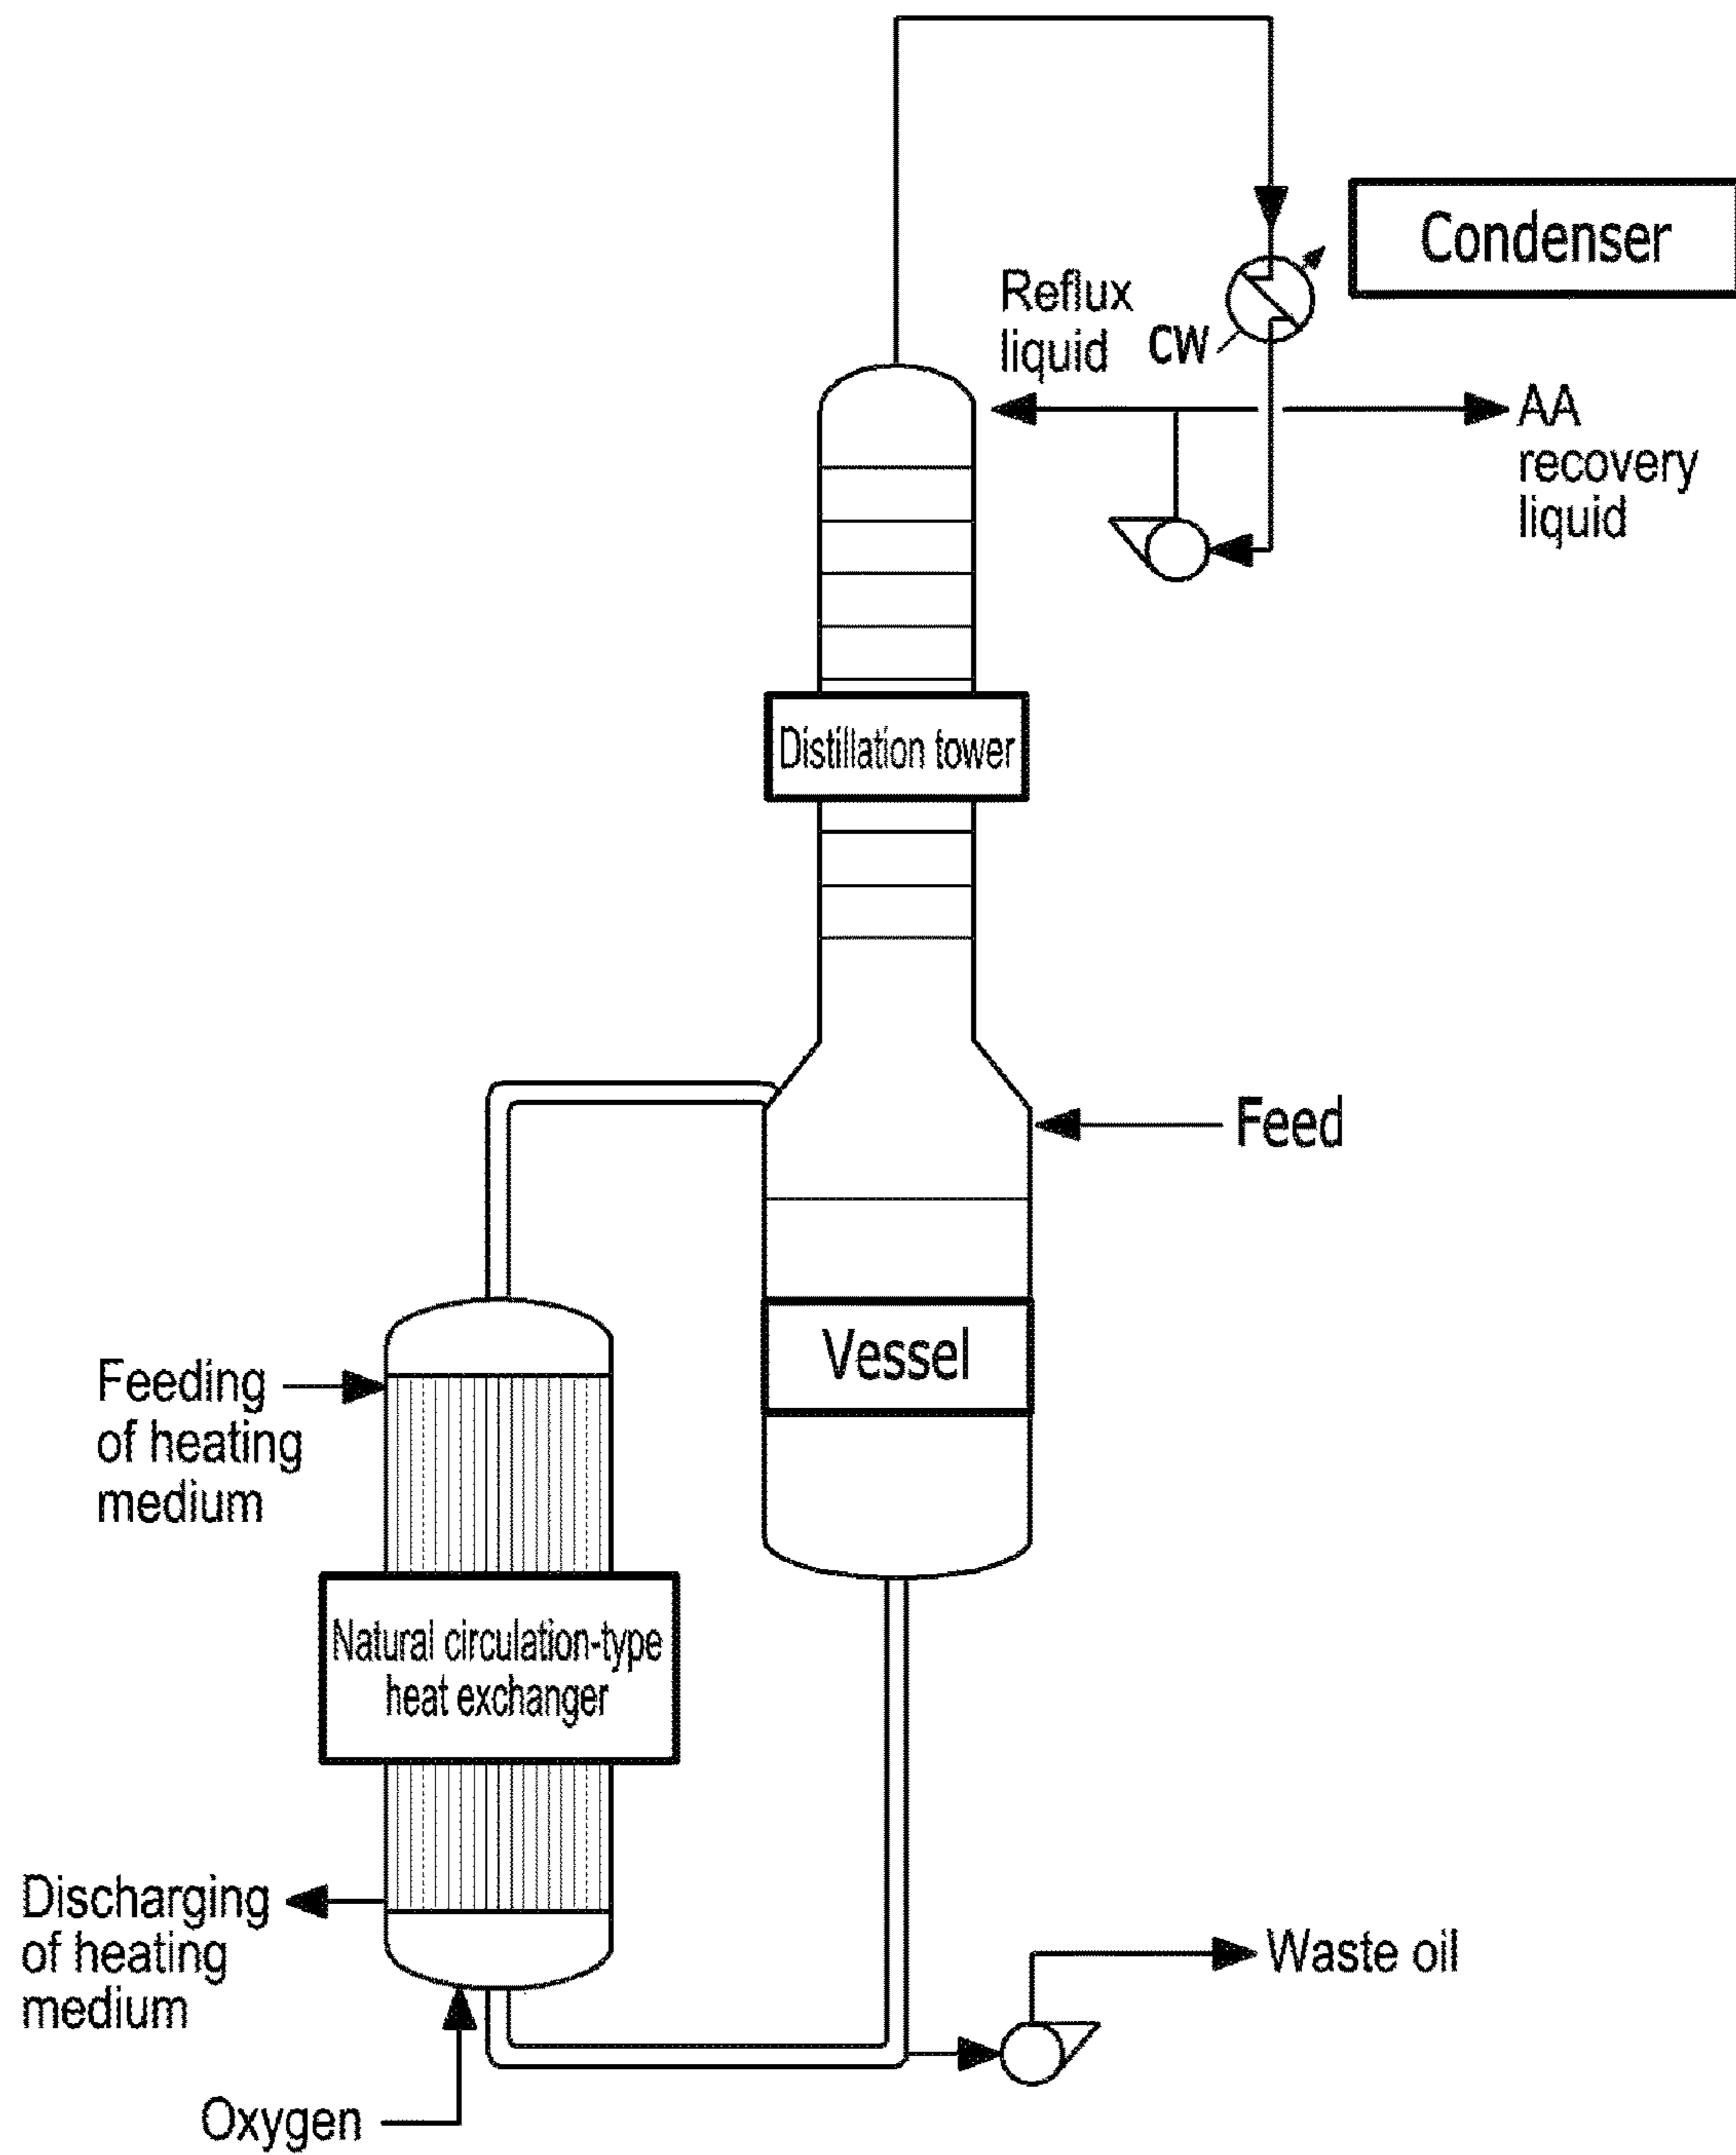 Condenser
Reflux
liquid
CW
AA
recovery
liquid
Distillation tower
Feed
Vessel
Feeding
of heating
medium
Natural circulation-type
heat exchanger
Discharging
of heating
medium
Waste oil
Oxygen